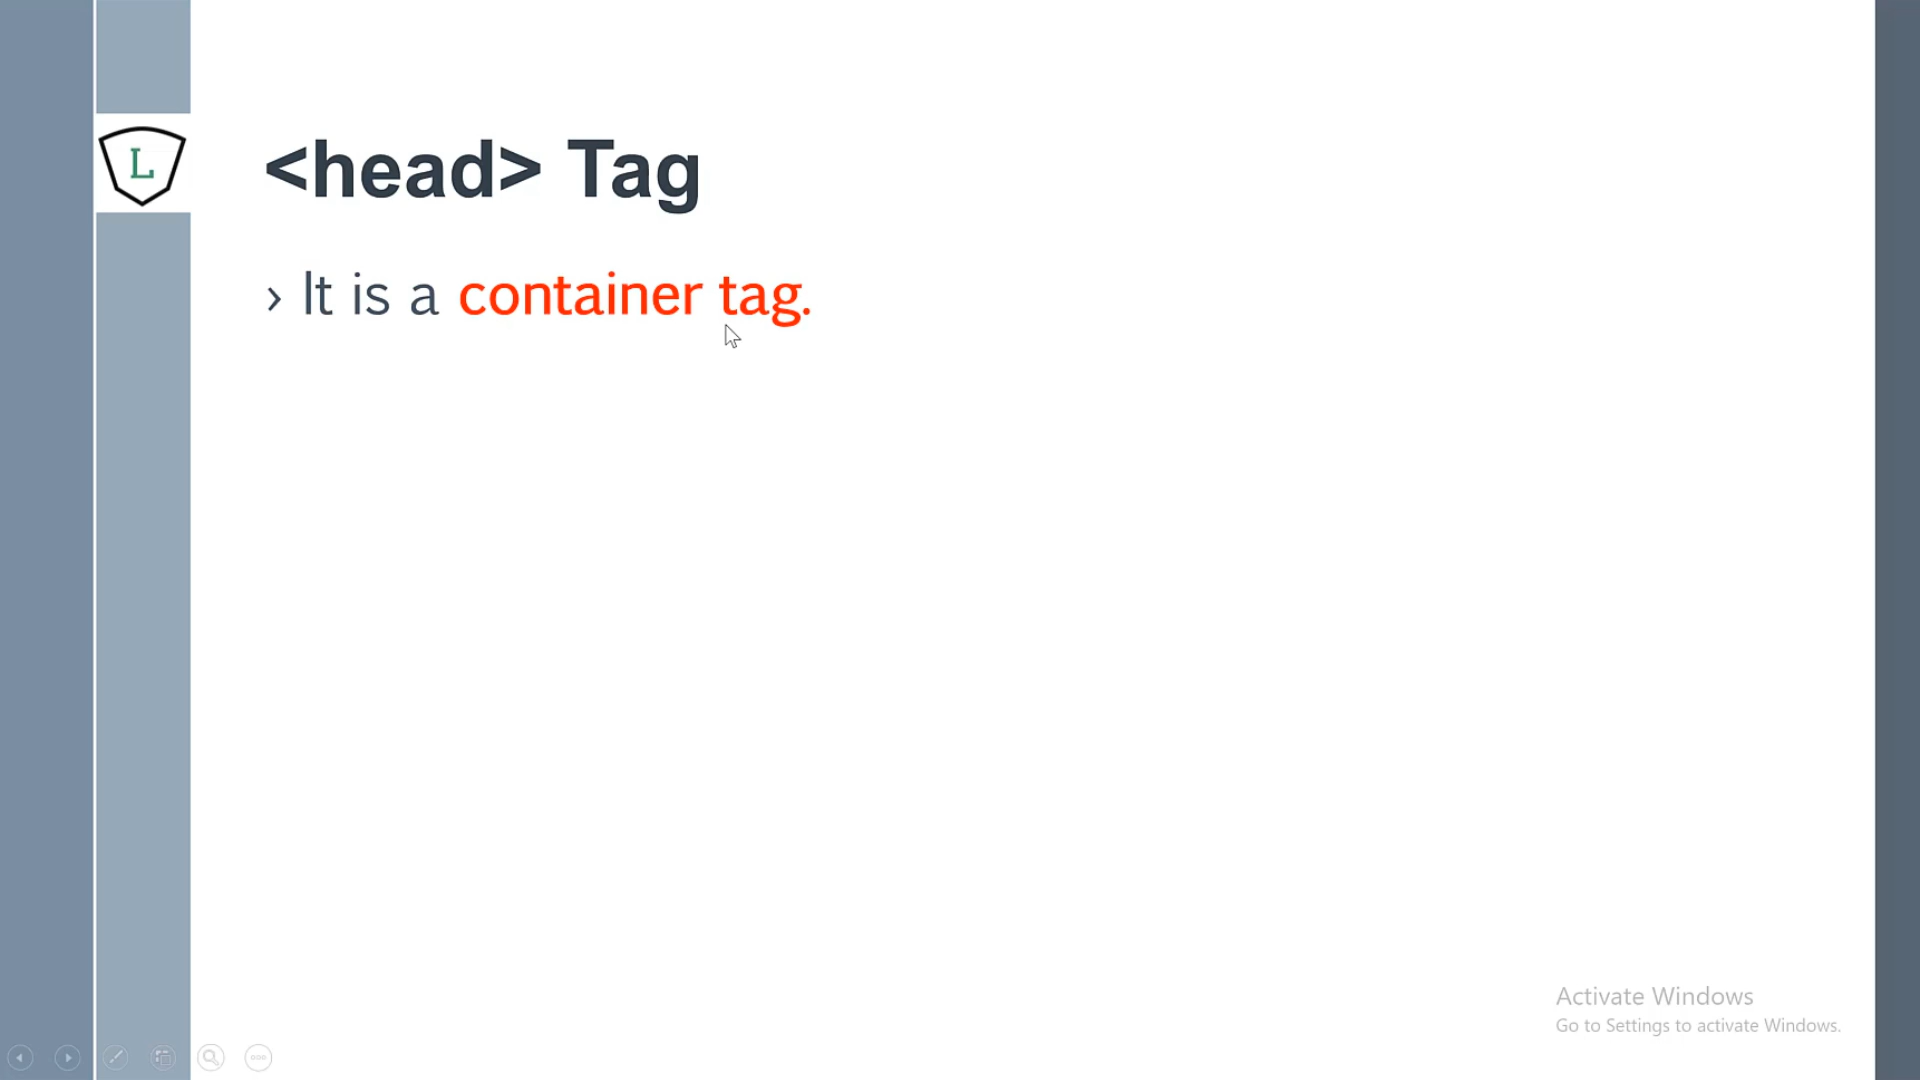 L
<head> Tag
› It is a container tag.
Activate Windows
Go to Settings to activate Windows.